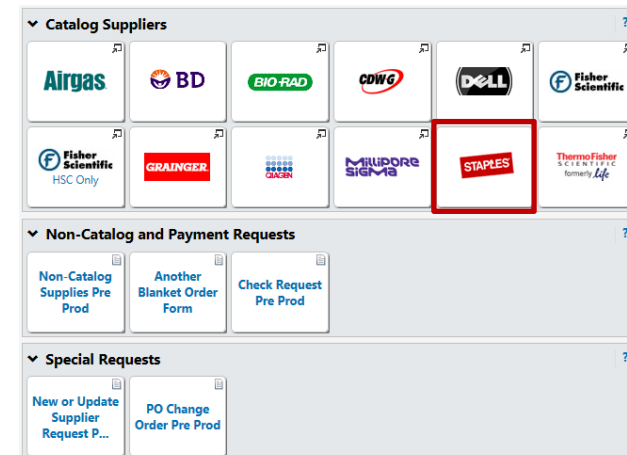 Catalog Suppliers
?
Airgas
BD
BIO-RAD
CDWG
DELL
Fisher
Scientific
Fisher
Scientific
HSC Only
GRAINGER
QIAGEN
Millipore
SigMa
STAPLES
ThermoFisher
SCIENTIFIC
formerly life
Non-Catalog and Payment Requests
?
Non-Catalog
Supplies Pre
Prod
Another
Blanket Order
Form
Check Request
Pre Prod
Special Requests
?
New or Update
Supplier
Request P...
PO Change
Order Pre Prod